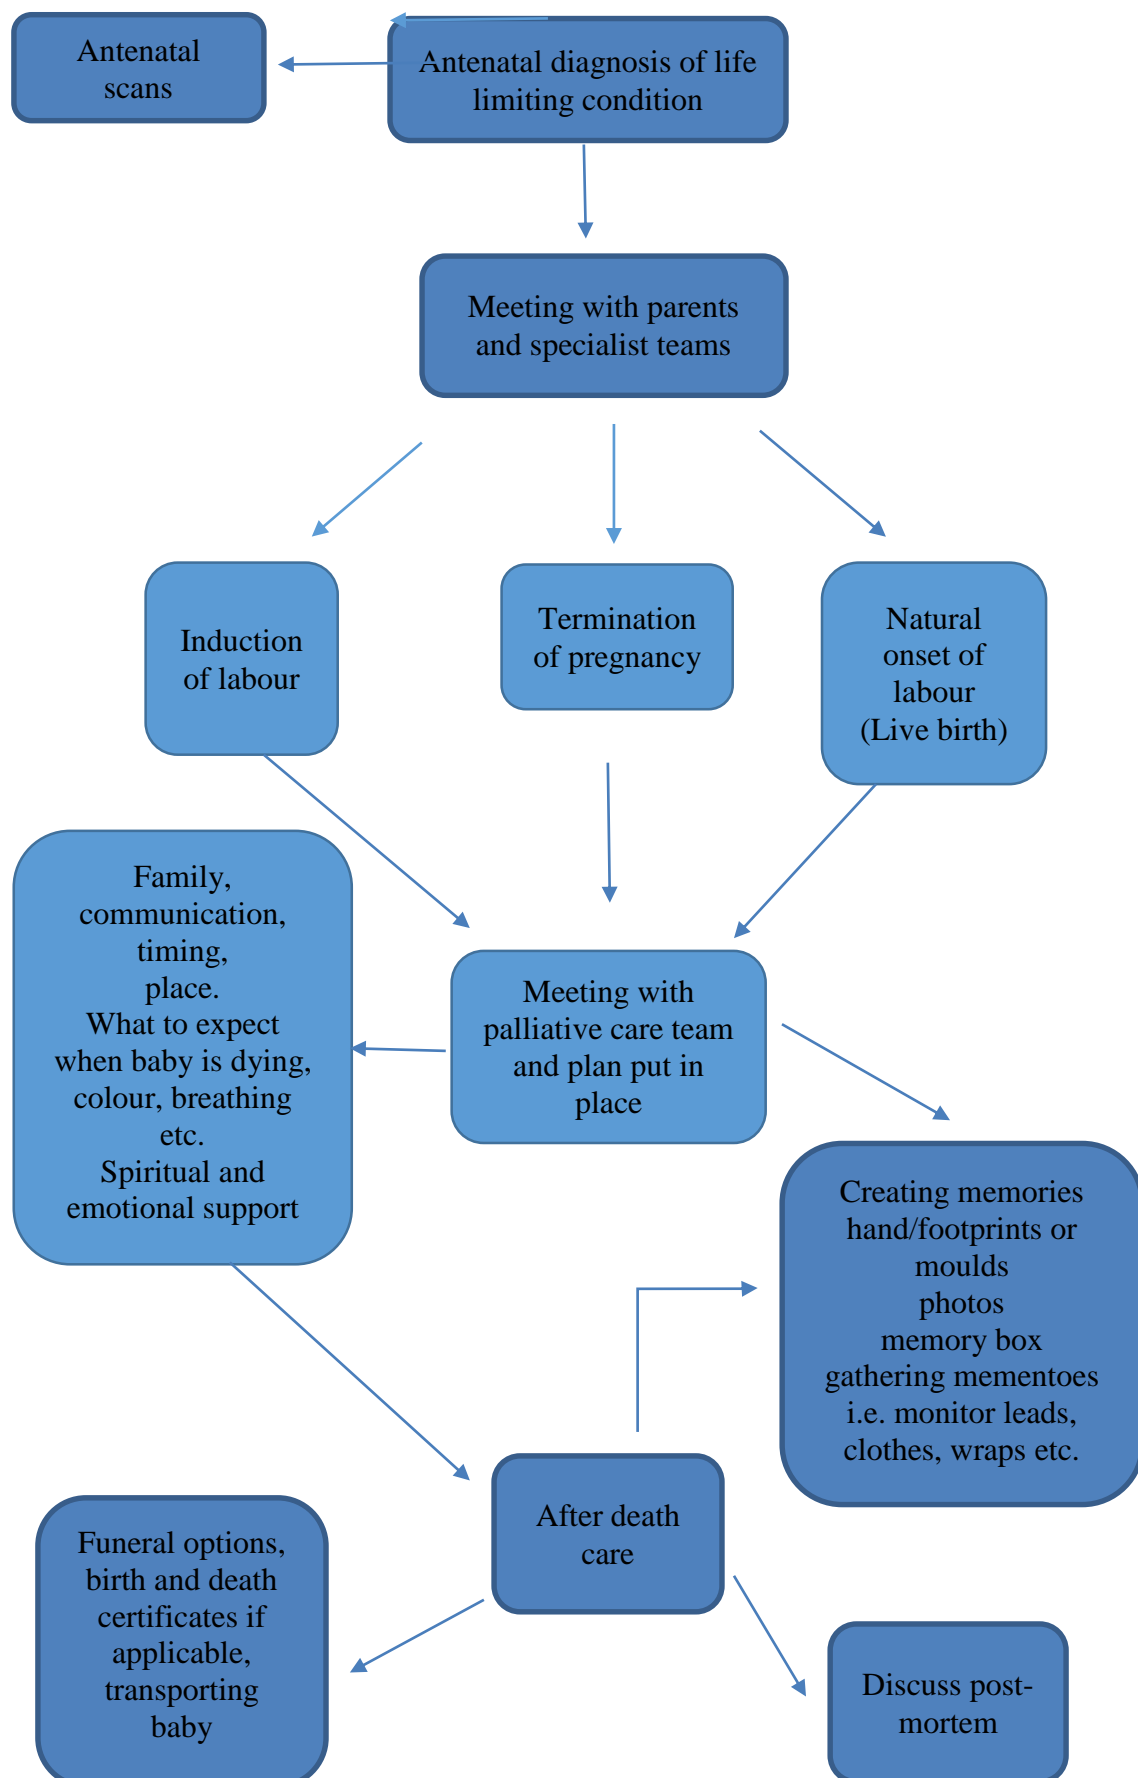 Antenatal
scans
Antenatal diagnosis of life
limiting condition
Meeting with parents
and specialist teams
Induction
of labour
Termination
of pregnancy
Natural
onset of
labour
(Live birth)
Family,
communication,
timing,
place.
What to expect
when baby is dying,
colour, breathing
etc.
Spiritual and
emotional support
Meeting with
palliative care team
and plan put in
place
Creating memories
hand/footprints or
moulds
photos
memory box
gathering mementoes
i.e. monitor leads,
clothes, wraps etc.
After death
care
Funeral options,
birth and death
certificates if
applicable,
transporting
baby
Discuss post-
mortem